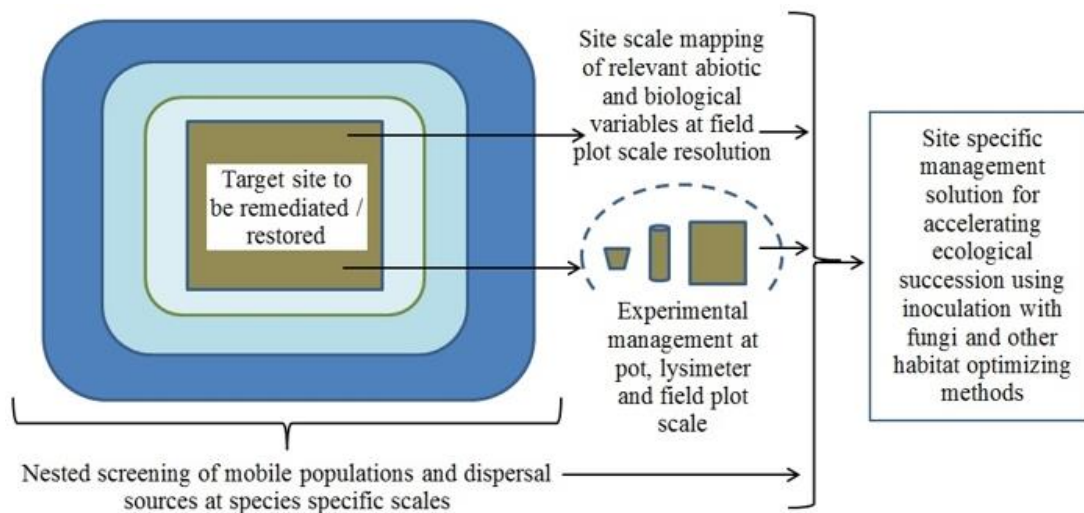 Target site to
be remediated /
restored
Site scale mapping
of relevant abiotic
and biological
variables at field
plot scale resolution
Experimental
management at
pot, lysimeter
and field plot
scale
Nested screening of mobile populations and dispersal
sources at species specific scales
Site specific
management
solution for
accelerating
ecological
succession using
inoculation with
fungi and other
habitat optimizing
methods